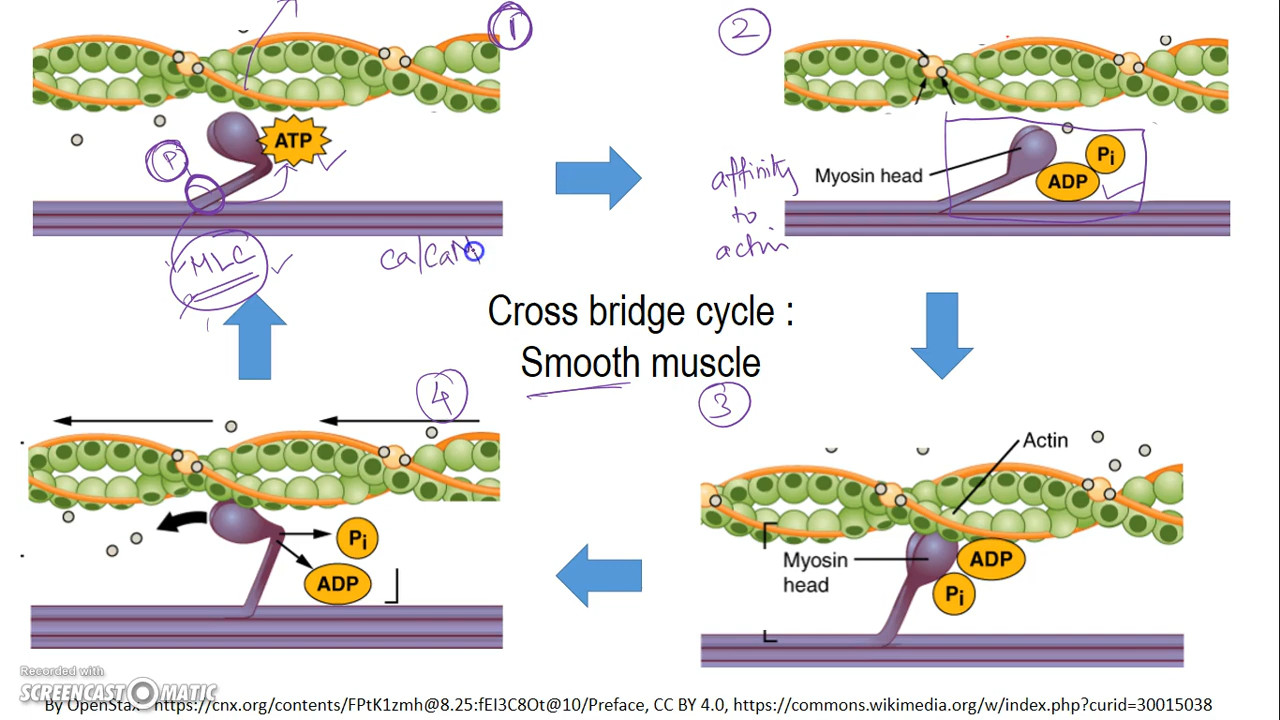 1
2
ATP
P
MLC
Ca/CaM
affinity
to
actin
Myosin head
Pi
ADP
Cross bridge cycle :
Smooth muscle
4
3
Pi
ADP
Actin
Myosin
head
ADP
Pi
Recorded with
SCREENCAST MATIC
By OpenStax - https://cnx.org/contents/FPtK1zmh@8.25:fEI3C8Ot@10/Preface, CC BY 4.0, https://commons.wikimedia.org/w/index.php?curid=30015038